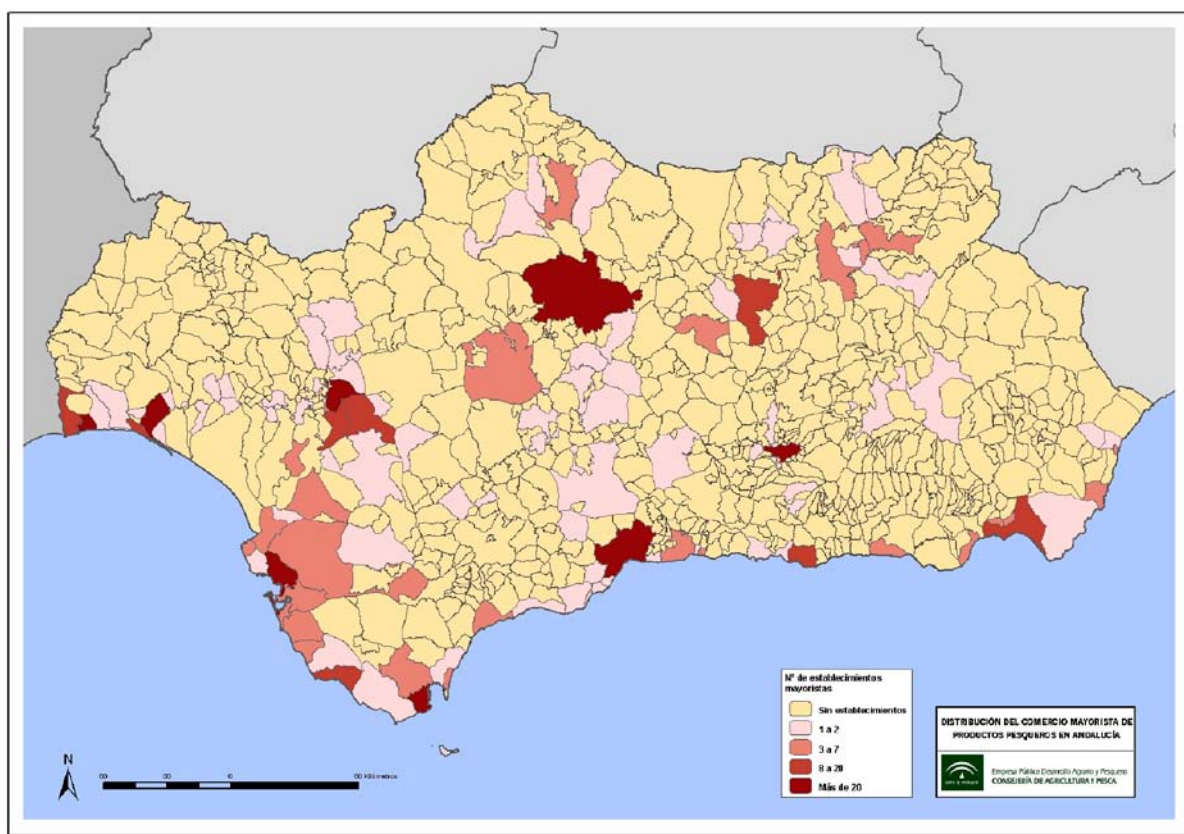 Nº de establecimientos
mayoristas
Sin establecimientos
1 a 2
3 a 7
8 a 20
Más de 20
DISTRIBUCIÓN DEL COMERCIO MAYORISTA DE
PRODUCTOS PESQUEROS EN ANDALUCÍA
Empresa Pública Desarrollo Agrario y Pesquero
CONSEJERÍA DE AGRICULTURA Y PESCA
N